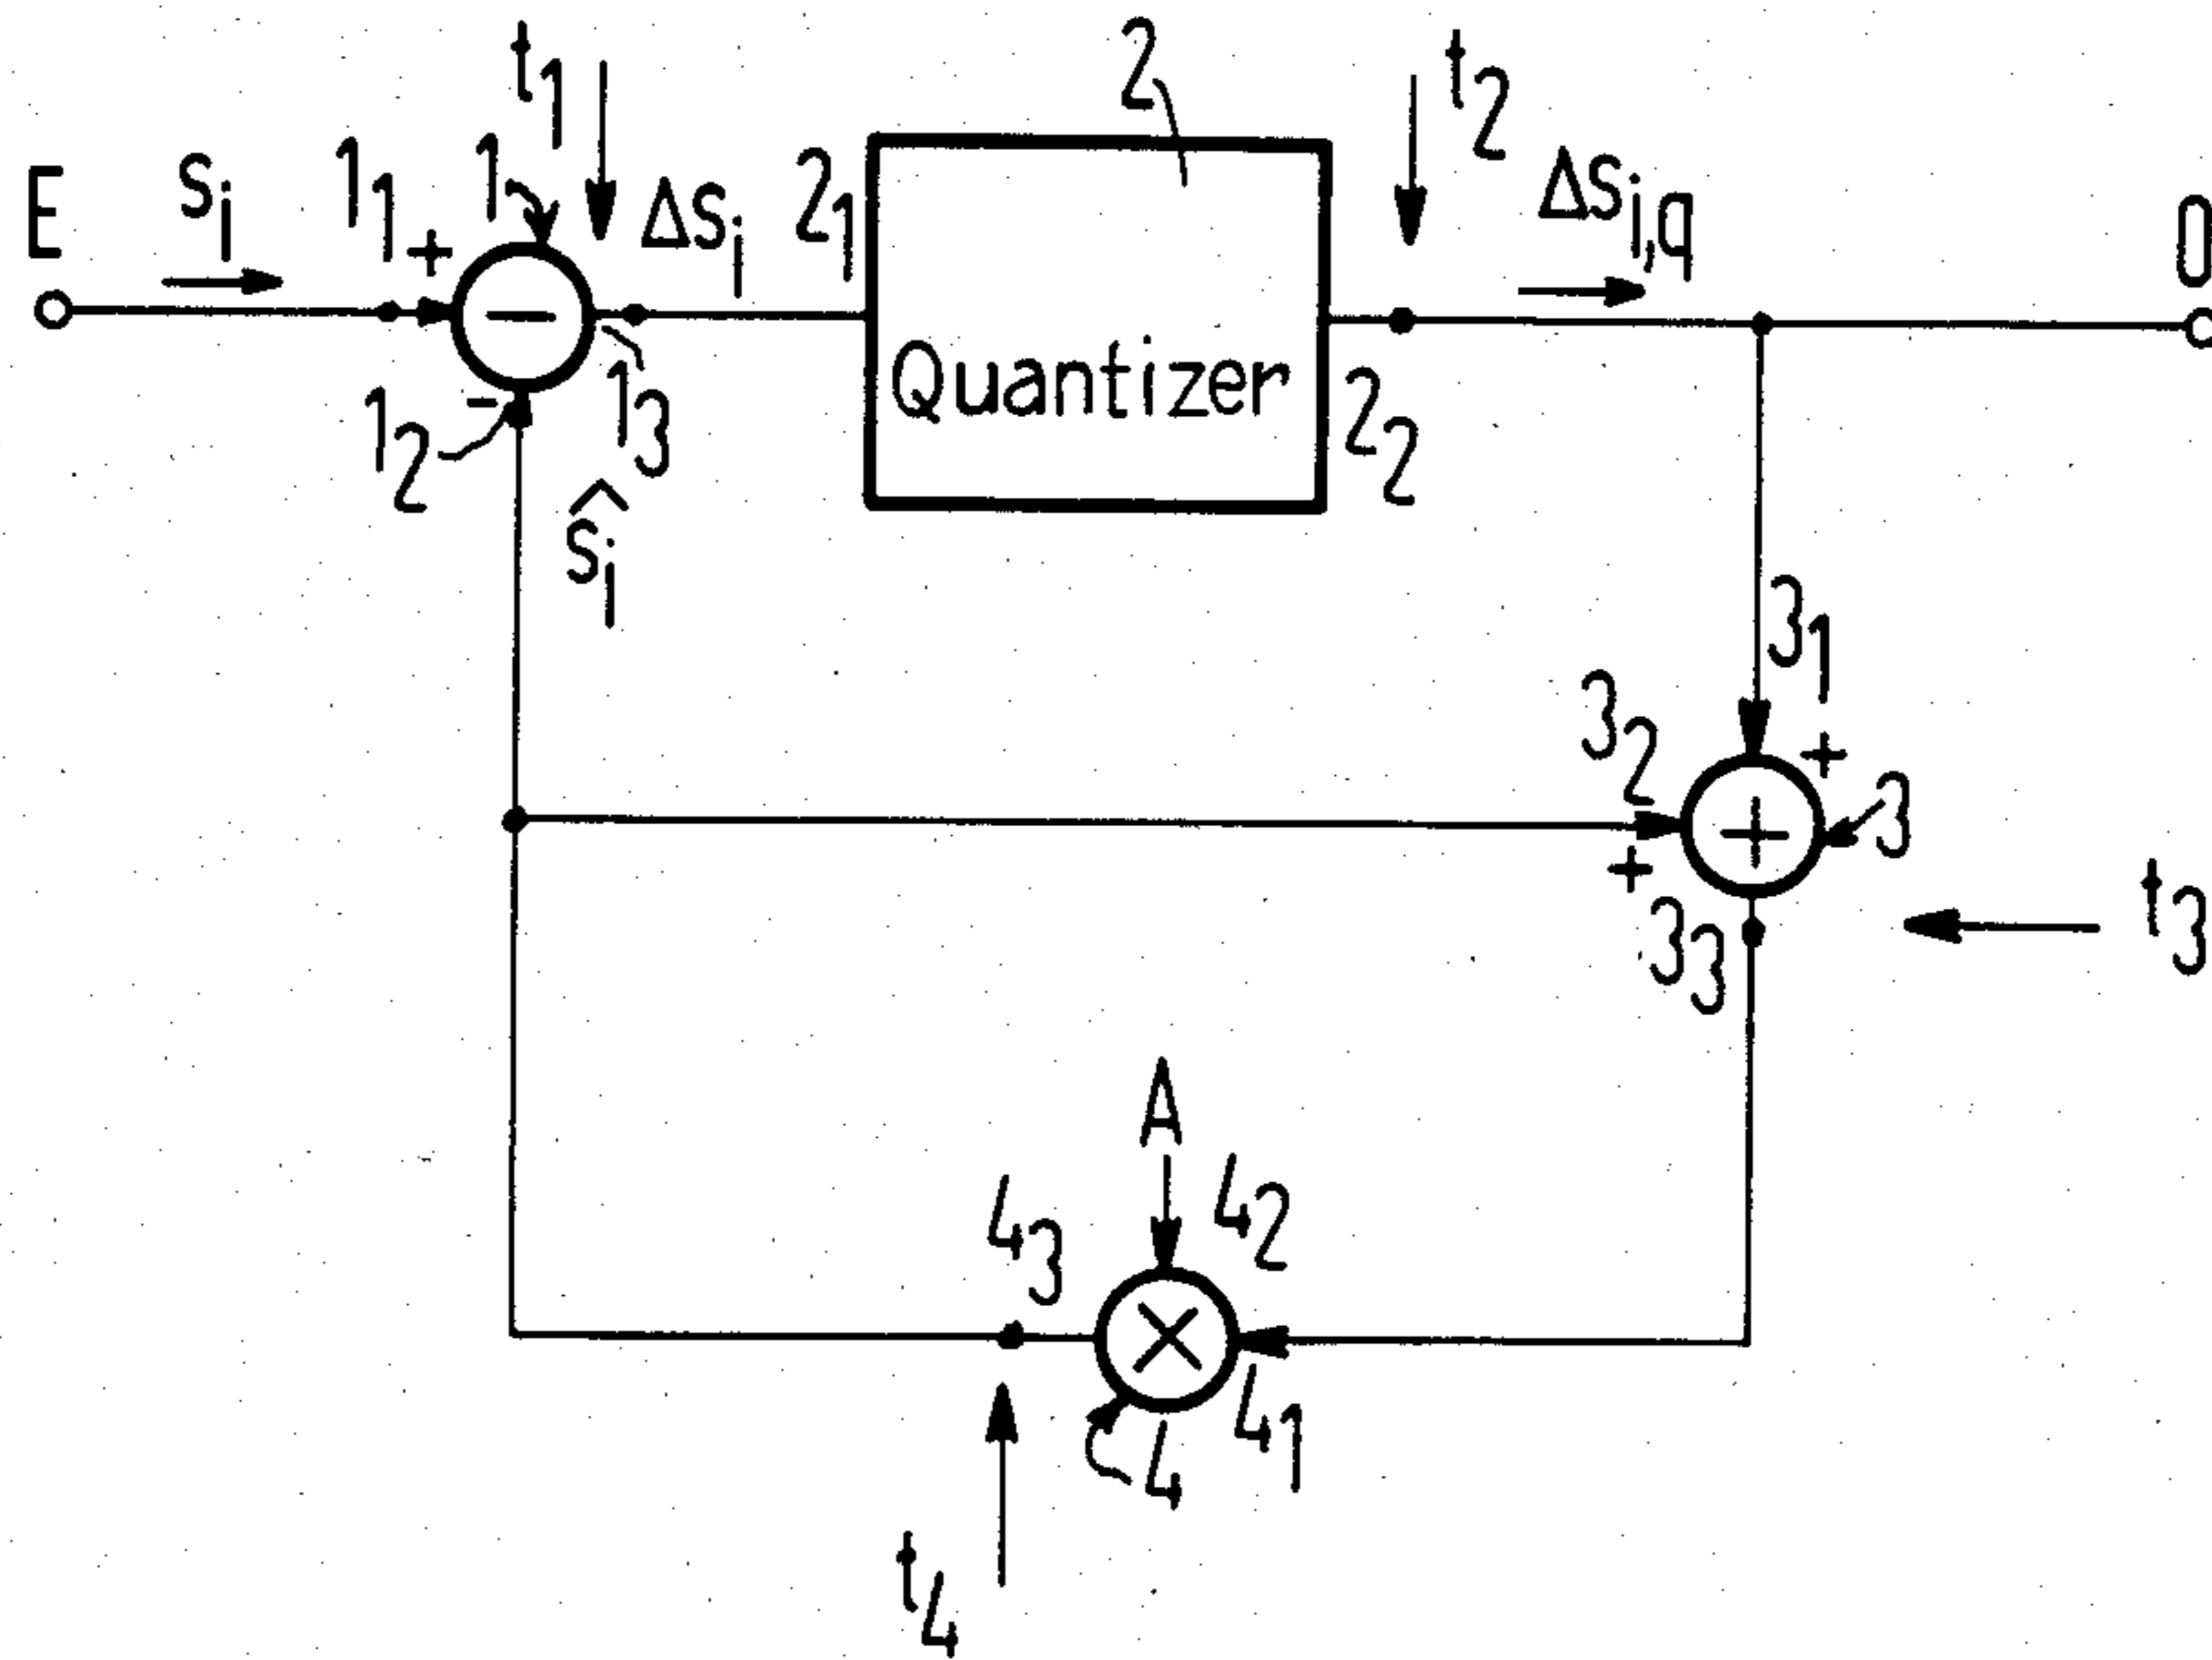 t1
2
t2
E
si
11
+
1
Δsi
21
Δsi,q
0
−
Quantizer
12
-
13
22
ŝi
31
32
+
+
3
+
33
t3
A
43
42
×
41
4
t4